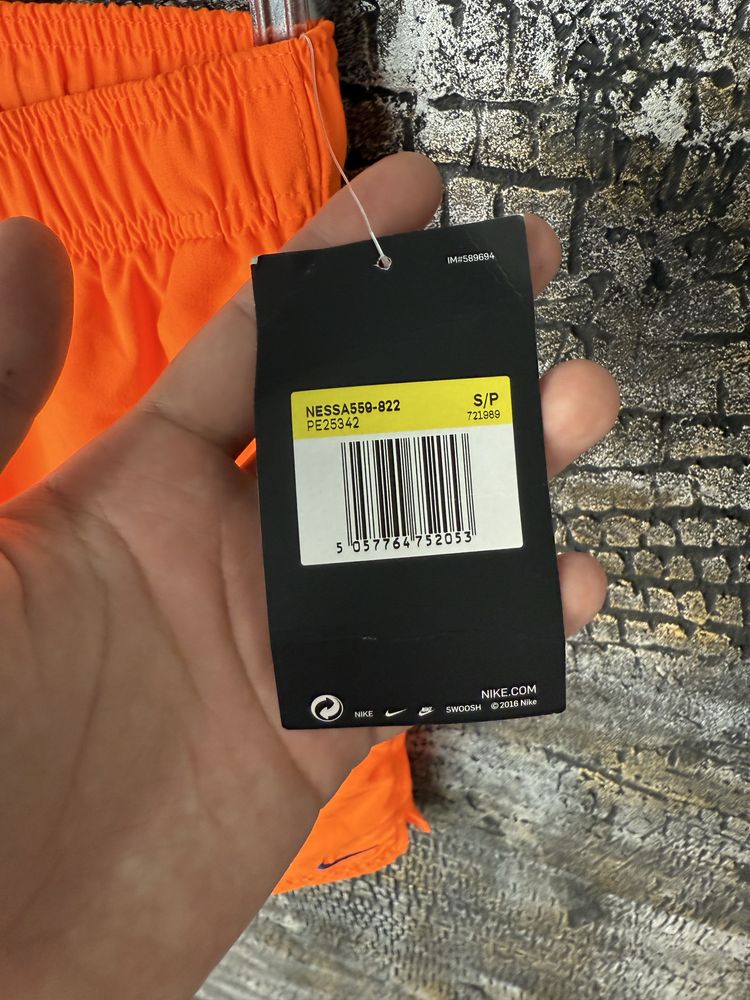 IM#589694
NESSA559-822
S/P
PE25342
721989
5 057764 752053
NIKE.COM
NIKE
SWOOSH
© 2016 Nike